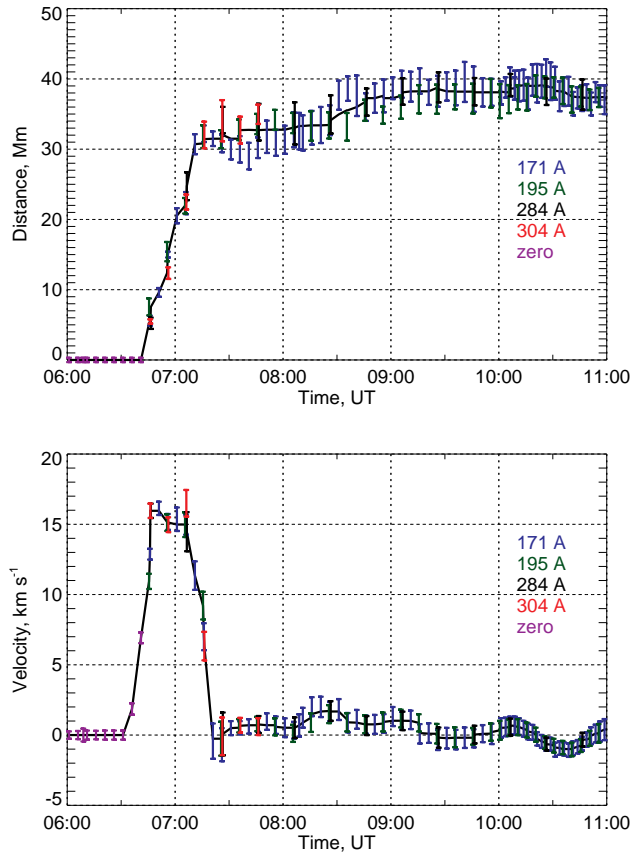 50
40
30
20
10
0
Distance, Mm
171 A
195 A
284 A
304 A
zero
06:00 07:00 08:00 09:00 10:00 11:00
Time, UT
20
15
10
5
0
-5
Velocity, km s-1
171 A
195 A
284 A
304 A
zero
06:00 07:00 08:00 09:00 10:00 11:00
Time, UT